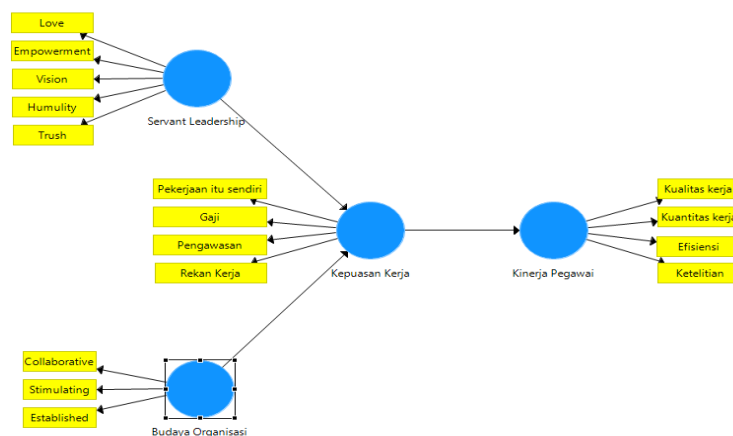 Love
Empowerment
Vision
Humulity
Trush
Servant Leadership
Pekerjaan itu sendiri
Gaji
Pengawasan
Rekan Kerja
Kepuasan Kerja
Kinerja Pegawai
Kualitas kerja
Kuantitas kerja
Efisiensi
Ketelitian
Collaborative
Stimulating
Established
Budaya Organisasi